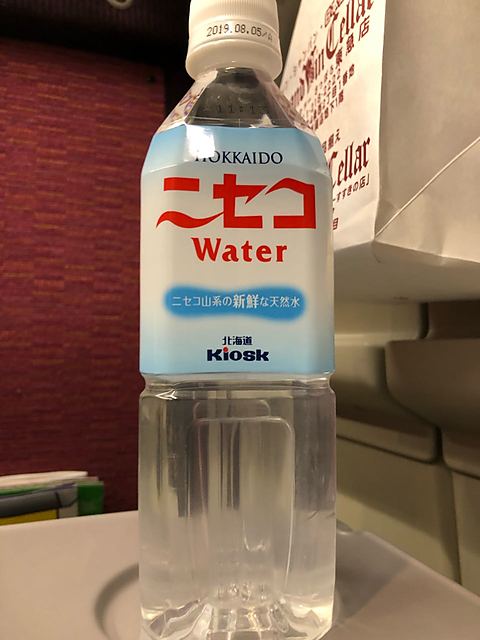 2019.08.05/A
HOKKAIDO
ニセコ
Water
ニセコ山系の新鮮な天然水
北海道
Kiosk
Cellar
Cellar